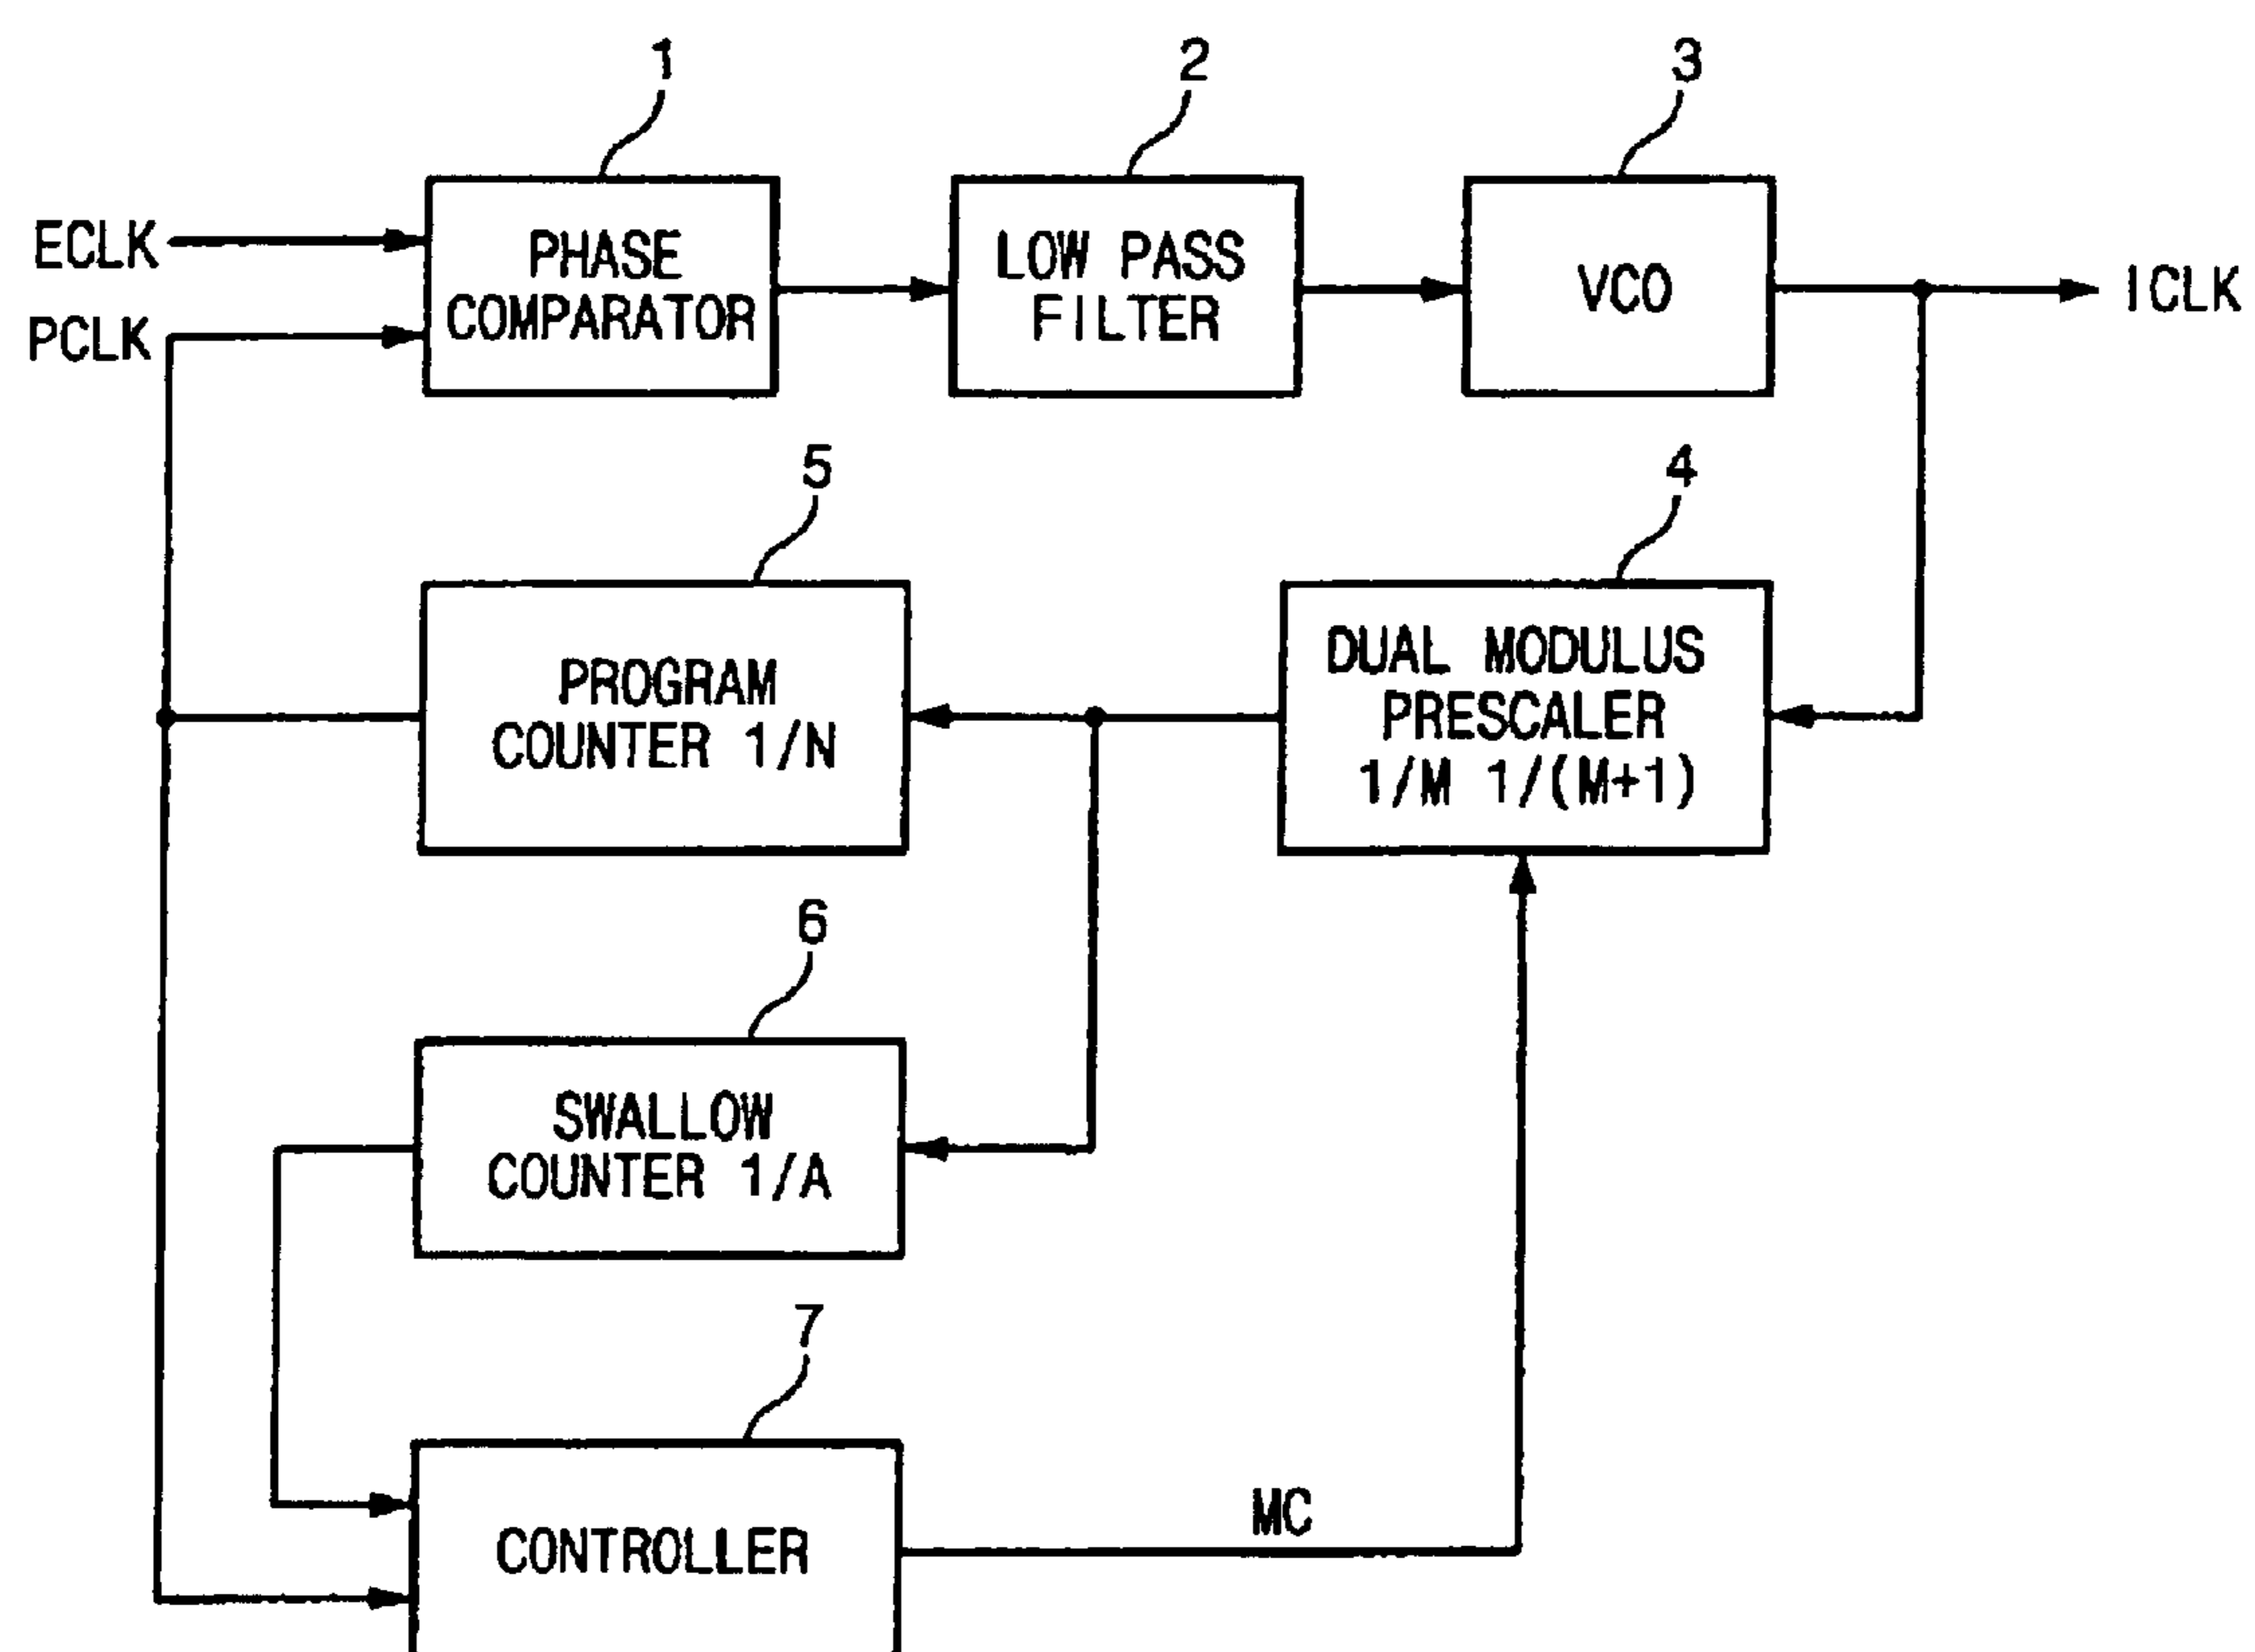 1
2
3
ECLK
PHASE
COMPARATOR
LOW PASS
FILTER
VCO
ICLK
PCLK
5
4
PROGRAM
COUNTER 1/N
DUAL MODULUS
PRESCALER
1/M 1/(M+1)
6
SWALLOW
COUNTER 1/A
7
CONTROLLER
MC